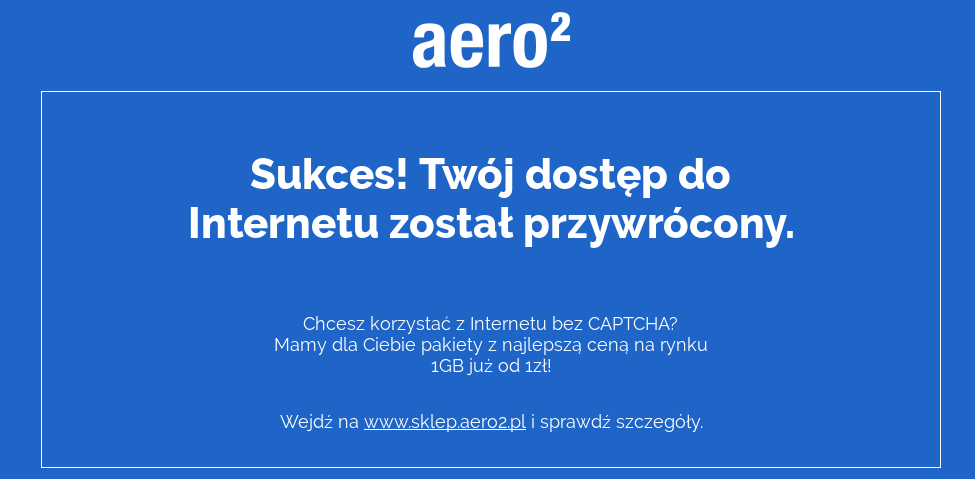 aero²
Sukces! Twój dostęp do
Internetu został przywrócony.
Chcesz korzystać z Internetu bez CAPTCHA?
Mamy dla Ciebie pakiety z najlepszą ceną na rynku
1GB już od 1zł!
Wejdź na www.sklep.aero2.pl i sprawdź szczegóły.